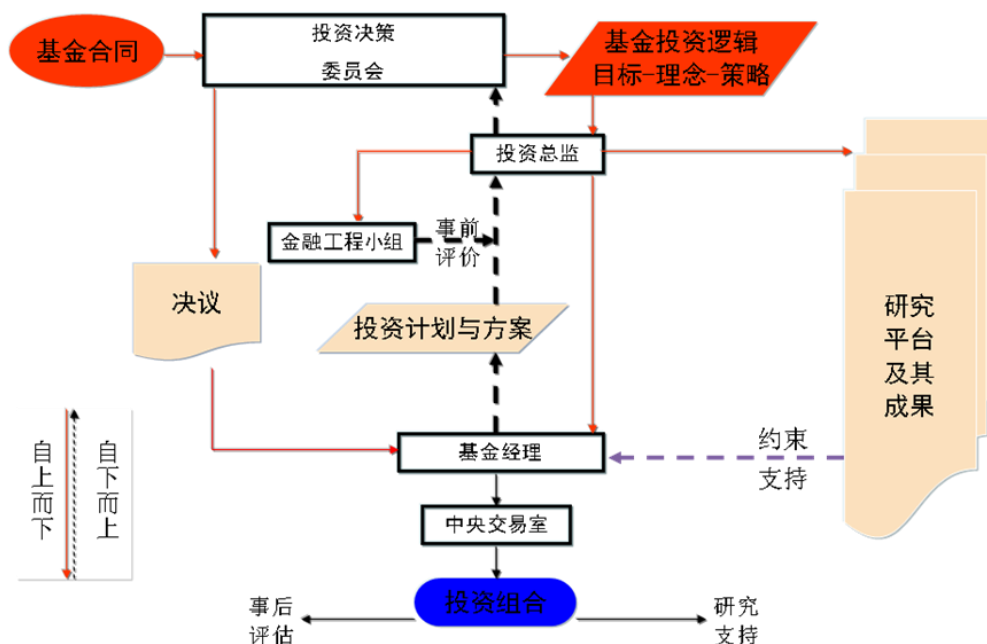 基金合同
投资决策
委员会
基金投资逻辑
目标-理念-策略
投资总监
金融工程小组
事前
评价
决议
投资计划与方案
研究
平台
及其
成果
基金经理
约束
支持
自上而下
自下而上
中央交易室
投资组合
事后
评估
研究
支持